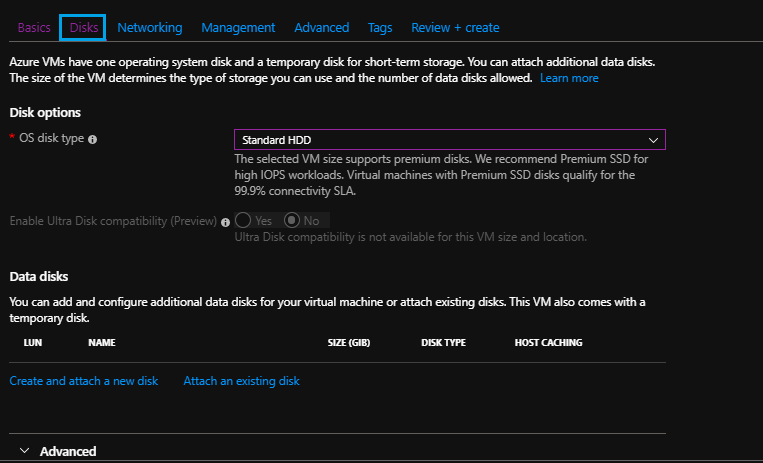 Basics Disks Networking Management Advanced Tags Review + create
Azure VMs have one operating system disk and a temporary disk for short-term storage. You can attach additional data disks.
The size of the VM determines the type of storage you can use and the number of data disks allowed. Learn more
Disk options
* OS disk type
Standard HDD
The selected VM size supports premium disks. We recommend Premium SSD for
high IOPS workloads. Virtual machines with Premium SSD disks qualify for the
99.9% connectivity SLA.
Enable Ultra Disk compatibility (Preview) Yes No
Ultra Disk compatibility is not available for this VM size and location.
Data disks
You can add and configure additional data disks for your virtual machine or attach existing disks. This VM also comes with a
temporary disk.
LUN NAME SIZE (GIB) DISK TYPE HOST CACHING
Create and attach a new disk Attach an existing disk
Advanced